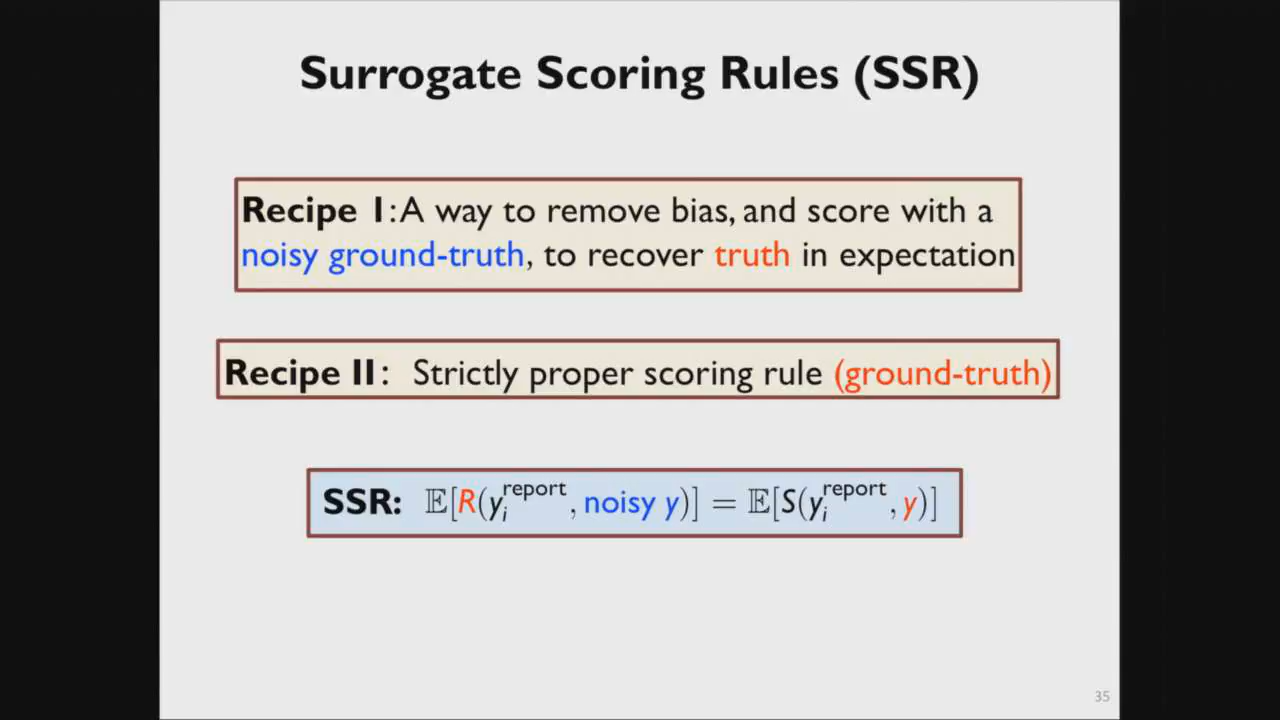 Surrogate Scoring Rules (SSR)
Recipe I: A way to remove bias, and score with a
noisy ground-truth, to recover truth in expectation
Recipe II: Strictly proper scoring rule (ground-truth)
SSR: 𝔼[R(y_i^report, noisy y)] = 𝔼[S(y_i^report, y)]
35